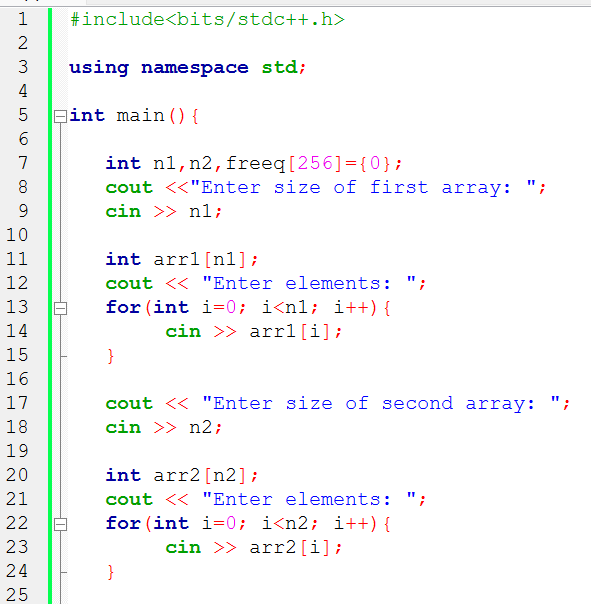 1 #include<bits/stdc++.h>
2
3 using namespace std;
4
5 int main(){
6
7 int n1,n2,freeq[256]={0};
8 cout <<"Enter size of first array: ";
9 cin >> n1;
10
11 int arr1[n1];
12 cout << "Enter elements: ";
13 for(int i=0; i<n1; i++){
14 cin >> arr1[i];
15 }
16
17 cout << "Enter size of second array: ";
18 cin >> n2;
19
20 int arr2[n2];
21 cout << "Enter elements: ";
22 for(int i=0; i<n2; i++){
23 cin >> arr2[i];
24 }
25